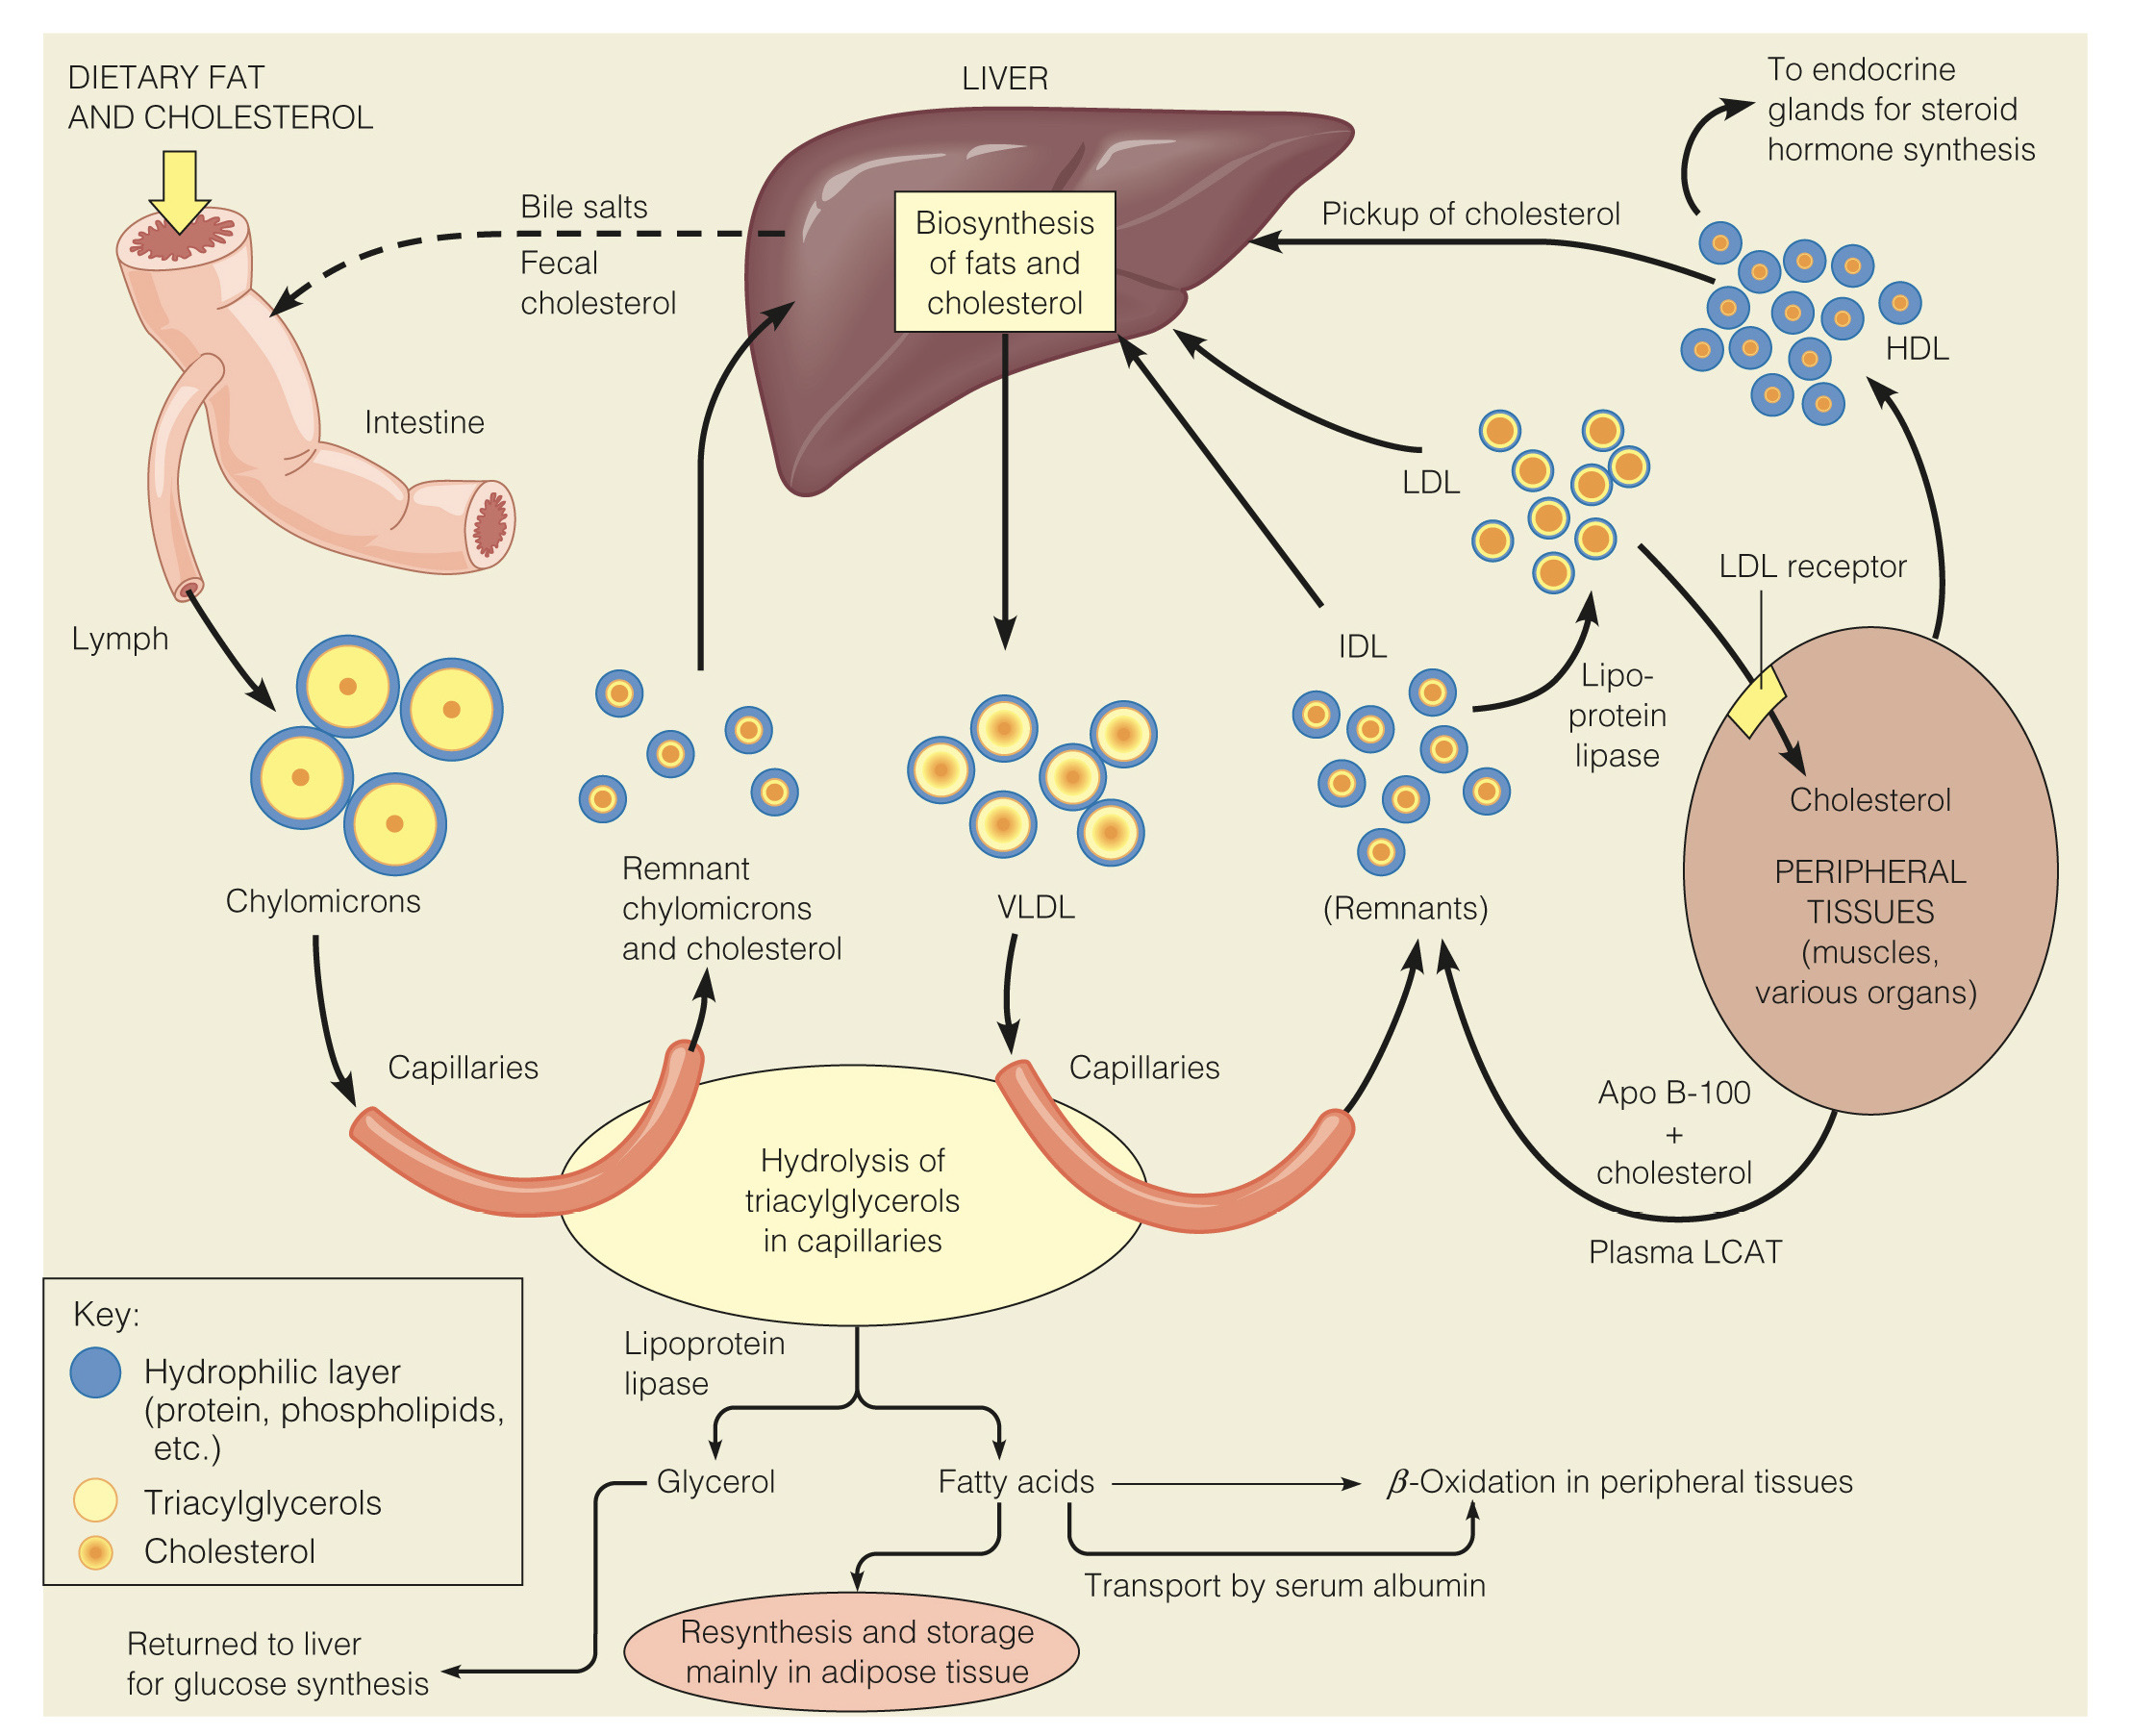 DIETARY FAT
AND CHOLESTEROL
LIVER
To endocrine
glands for steroid
hormone synthesis
Bile salts
Fecal
cholesterol
Biosynthesis
of fats and
cholesterol
Pickup of cholesterol
HDL
Intestine
LDL
LDL receptor
Lymph
IDL
Lipo-
protein
lipase
Cholesterol
PERIPHERAL
TISSUES
(muscles,
various organs)
Chylomicrons
Remnant
chylomicrons
and cholesterol
VLDL
(Remnants)
Capillaries
Capillaries
Apo B-100
+
cholesterol
Plasma LCAT
Hydrolysis of
triacylglycerols
in capillaries
Key:
Hydrophilic layer
(protein, phospholipids,
etc.)
Triacylglycerols
Cholesterol
Lipoprotein
lipase
Glycerol
Fatty acids
β-Oxidation in peripheral tissues
Transport by serum albumin
Resynthesis and storage
mainly in adipose tissue
Returned to liver
for glucose synthesis